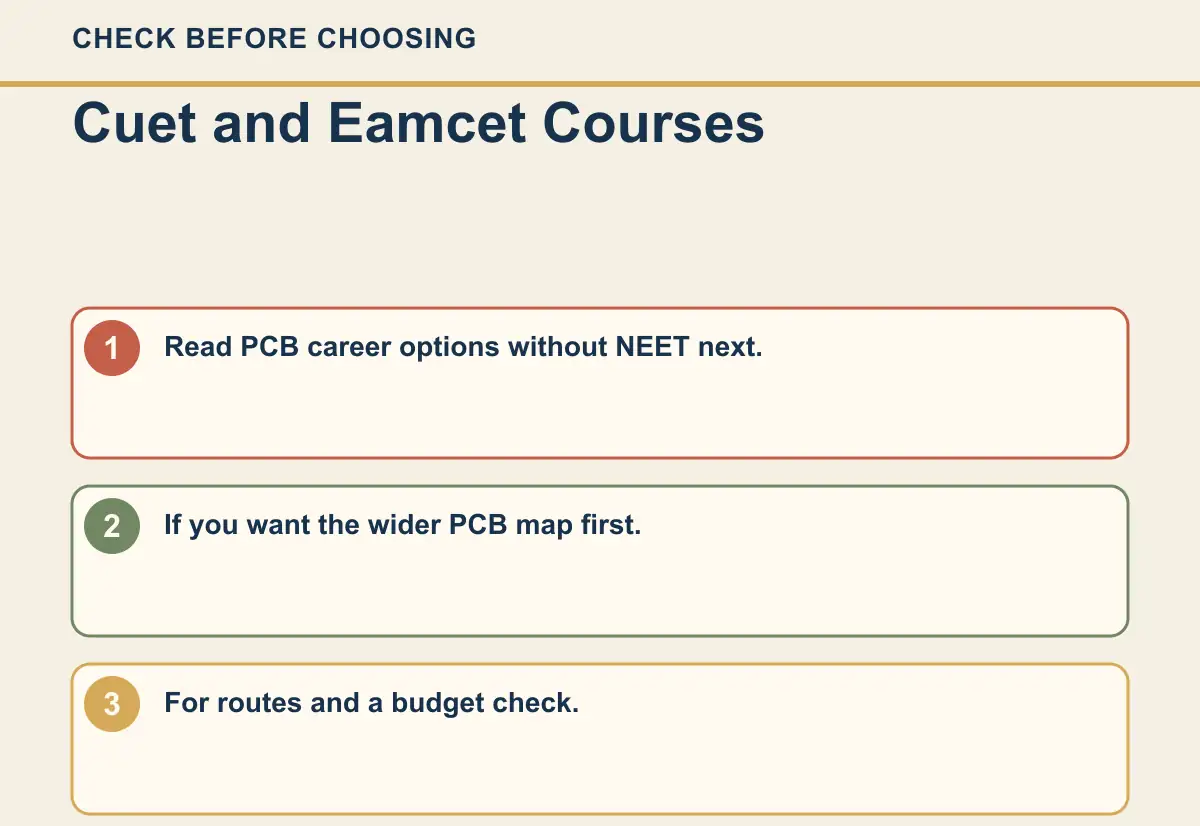 CHECK BEFORE CHOOSING
Cuet and Eamcet Courses
1 Read PCB career options without NEET next.
2 If you want the wider PCB map first.
3 For routes and a budget check.